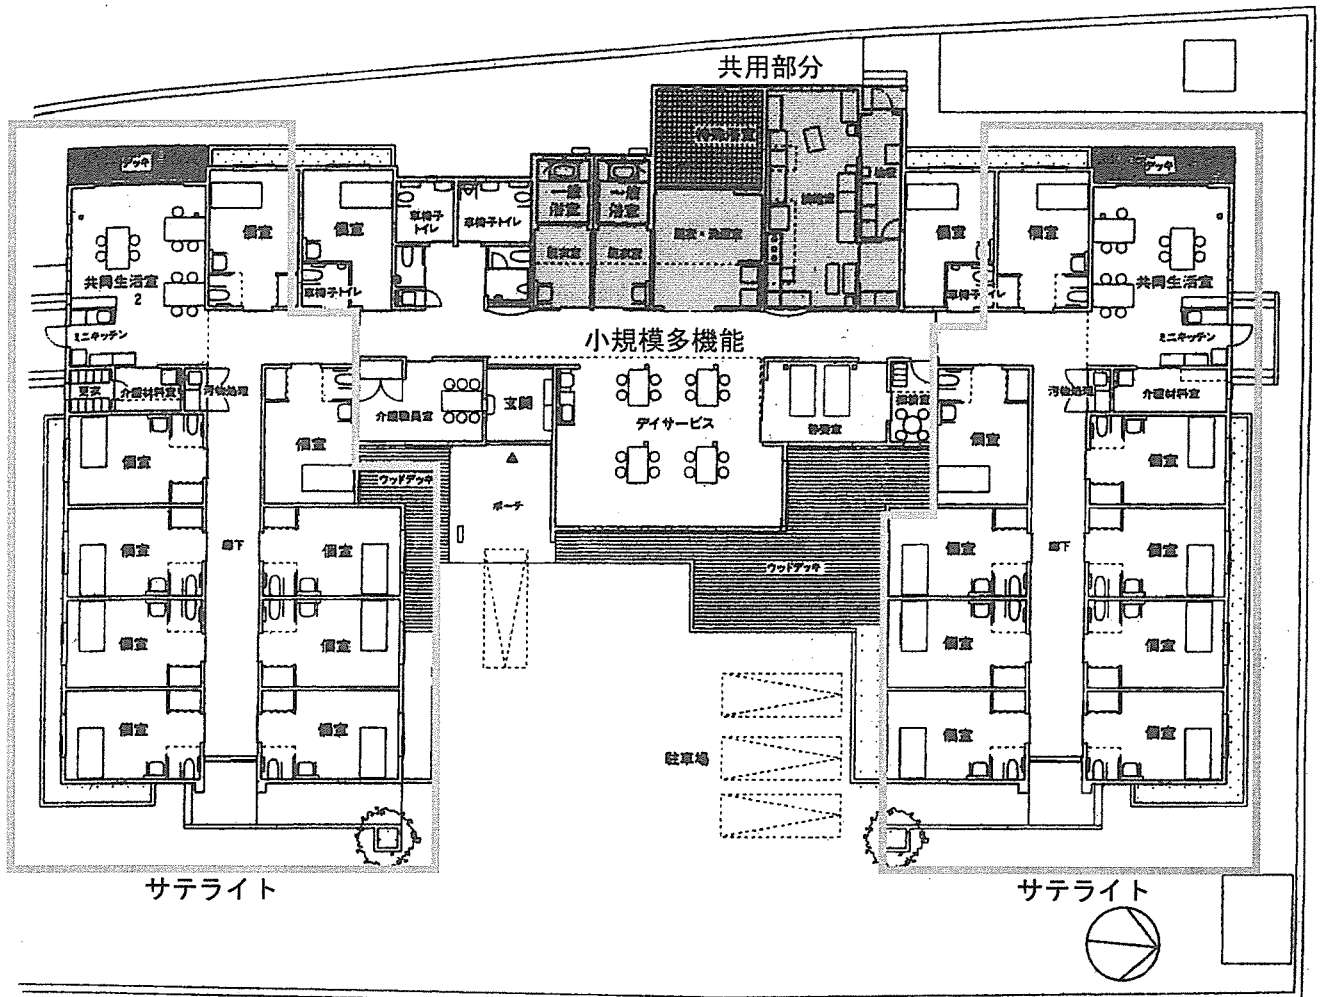 共用部分
デッキ
デッキ
一般
浴室
一般
浴室
個室
個室
車椅子
トイレ
車椅子トイレ
脱衣室
脱衣室
個室
個室
共同生活室
2
車椅子トイレ
車椅子トイレ
共同生活室
ミニキッチン
小規模多機能
ミニキッチン
介護材料室
汚物処理
介護職員室
玄関
デイサービス
静養室
相談室
汚物処理
介護材料室
個室
個室
個室
個室
ウッドデッキ
ポーチ
個室
廊下
個室
ウッドデッキ
個室
廊下
個室
個室
個室
個室
個室
個室
個室
駐車場
個室
個室
サテライト
サテライト